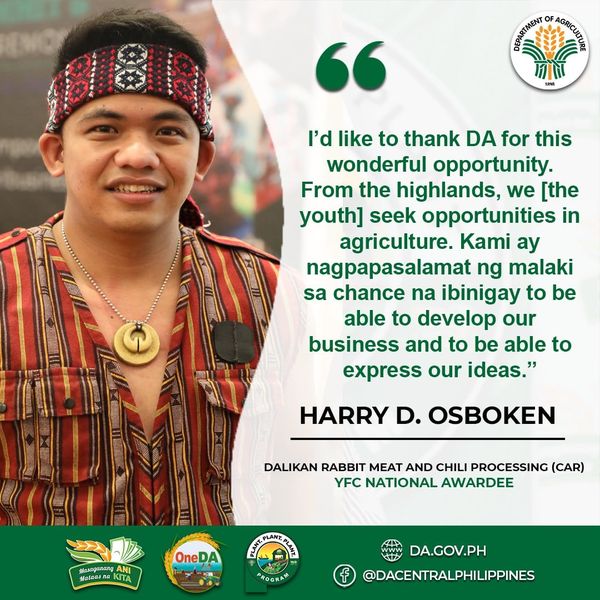 DEPARTMENT OF AGRICULTURE
1898
“
I’d like to thank DA for this
wonderful opportunity.
From the highlands, we [the
youth] seek opportunities in
agriculture. Kami ay
nagpapasalamat ng malaki
sa chance na ibinigay to be
able to develop our
business and to be able to
express our ideas.”
HARRY D. OSBOKEN
DALIKAN RABBIT MEAT AND CHILI PROCESSING (CAR)
YFC NATIONAL AWARDEE
Masaganang ANI
Mataas na KITA
OneDA
PLANT, PLANT, PLANT
PROGRAM
DA.GOV.PH
@DACENTRALPHILIPPINES